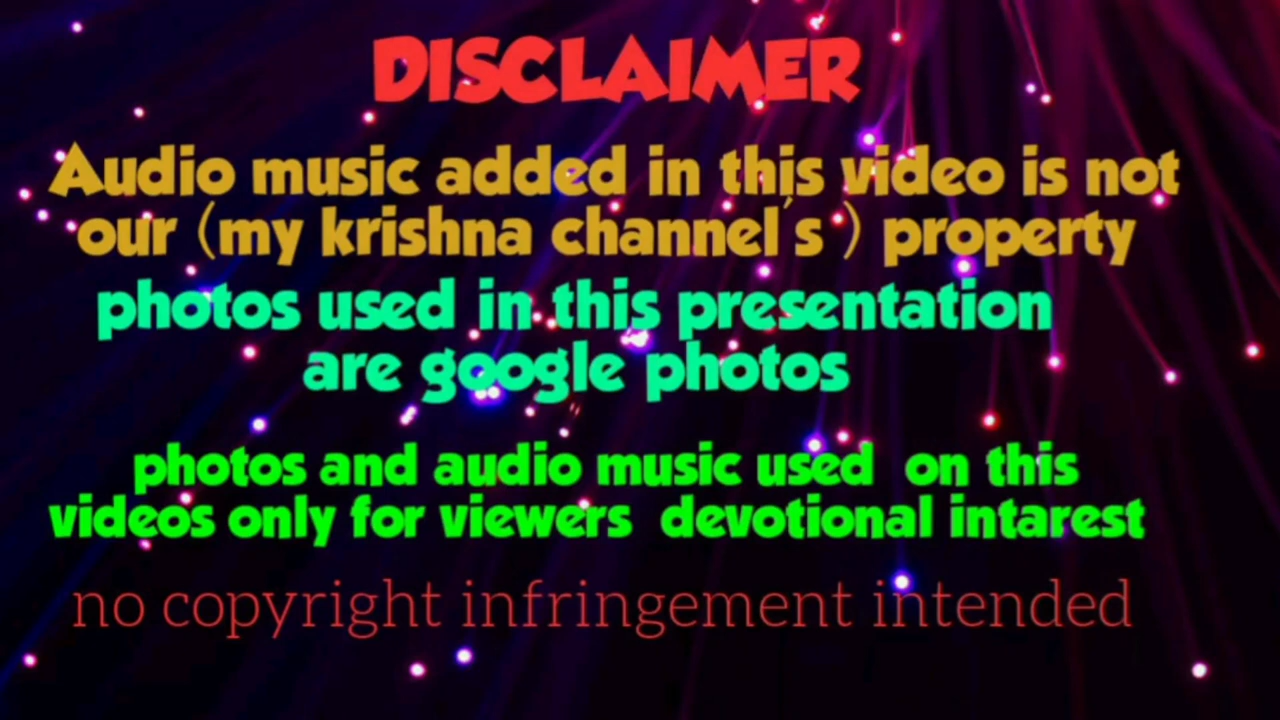 DISCLAIMER
Audio music added in this video is not
our (my krishna channel's ) property
photos used in this presentation
are google photos
photos and audio music used on this
videos only for viewers devotional intarest
no copyright infringement intended